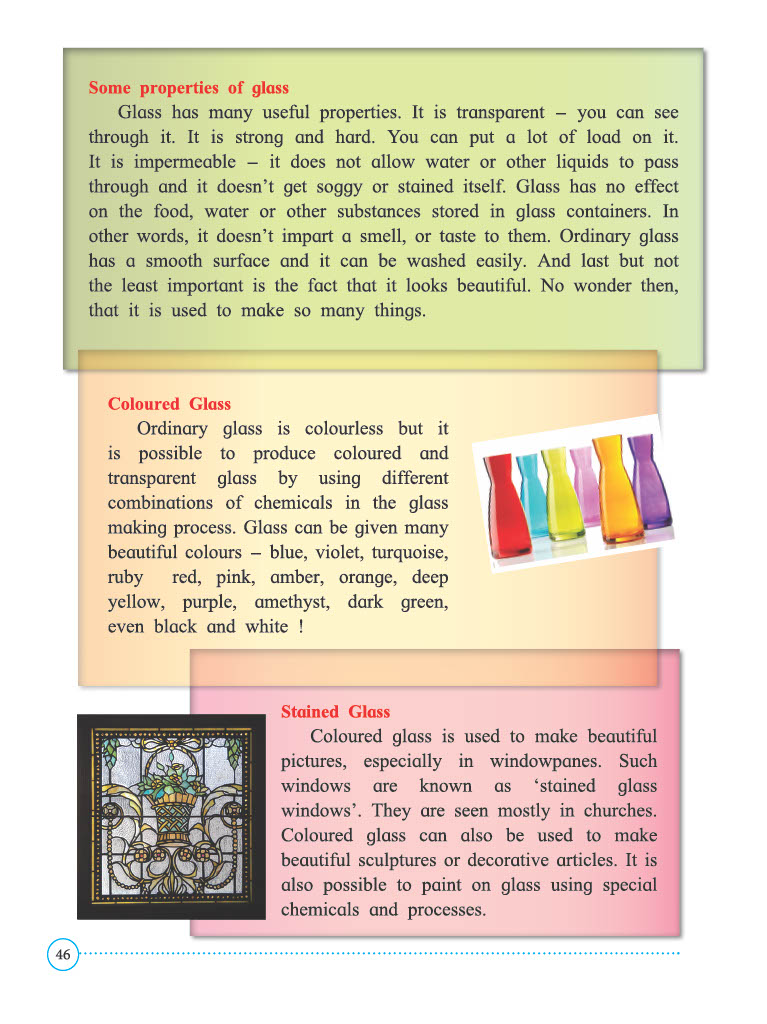 Some properties of glass
Glass has many useful properties. It is transparent – you can see
through it. It is strong and hard. You can put a lot of load on it.
It is impermeable – it does not allow water or other liquids to pass
through and it doesn't get soggy or stained itself. Glass has no effect
on the food, water or other substances stored in glass containers. In
other words, it doesn't impart a smell, or taste to them. Ordinary glass
has a smooth surface and it can be washed easily. And last but not
the least important is the fact that it looks beautiful. No wonder then,
that it is used to make so many things.
Coloured Glass
Ordinary glass is colourless but it
is possible to produce coloured and
transparent glass by using different
combinations of chemicals in the glass
making process. Glass can be given many
beautiful colours – blue, violet, turquoise,
ruby red, pink, amber, orange, deep
yellow, purple, amethyst, dark green,
even black and white !
Stained Glass
Coloured glass is used to make beautiful
pictures, especially in windowpanes. Such
windows are known as ‘stained glass
windows’. They are seen mostly in churches.
Coloured glass can also be used to make
beautiful sculptures or decorative articles. It is
also possible to paint on glass using special
chemicals and processes.
46